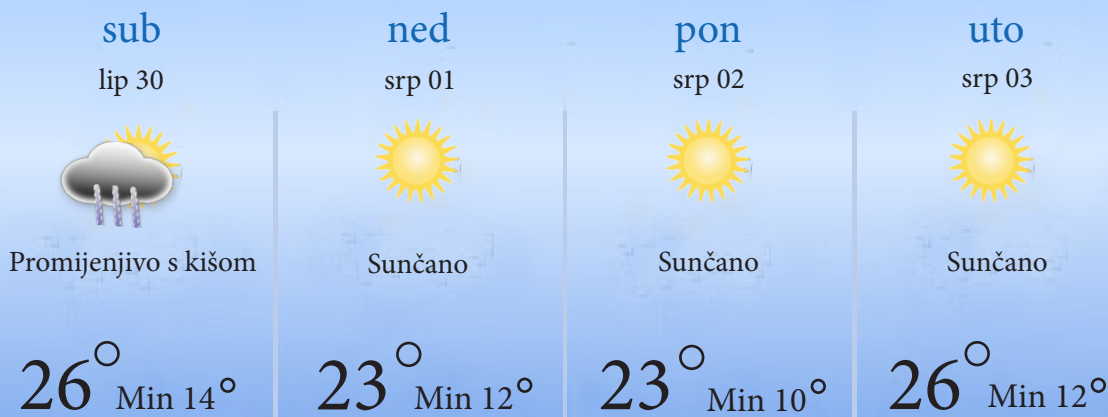 sub
lip 30
Promijenjivo s kišom
26° Min 14°
ned
srp 01
Sunčano
23° Min 12°
pon
srp 02
Sunčano
23° Min 10°
uto
srp 03
Sunčano
26° Min 12°